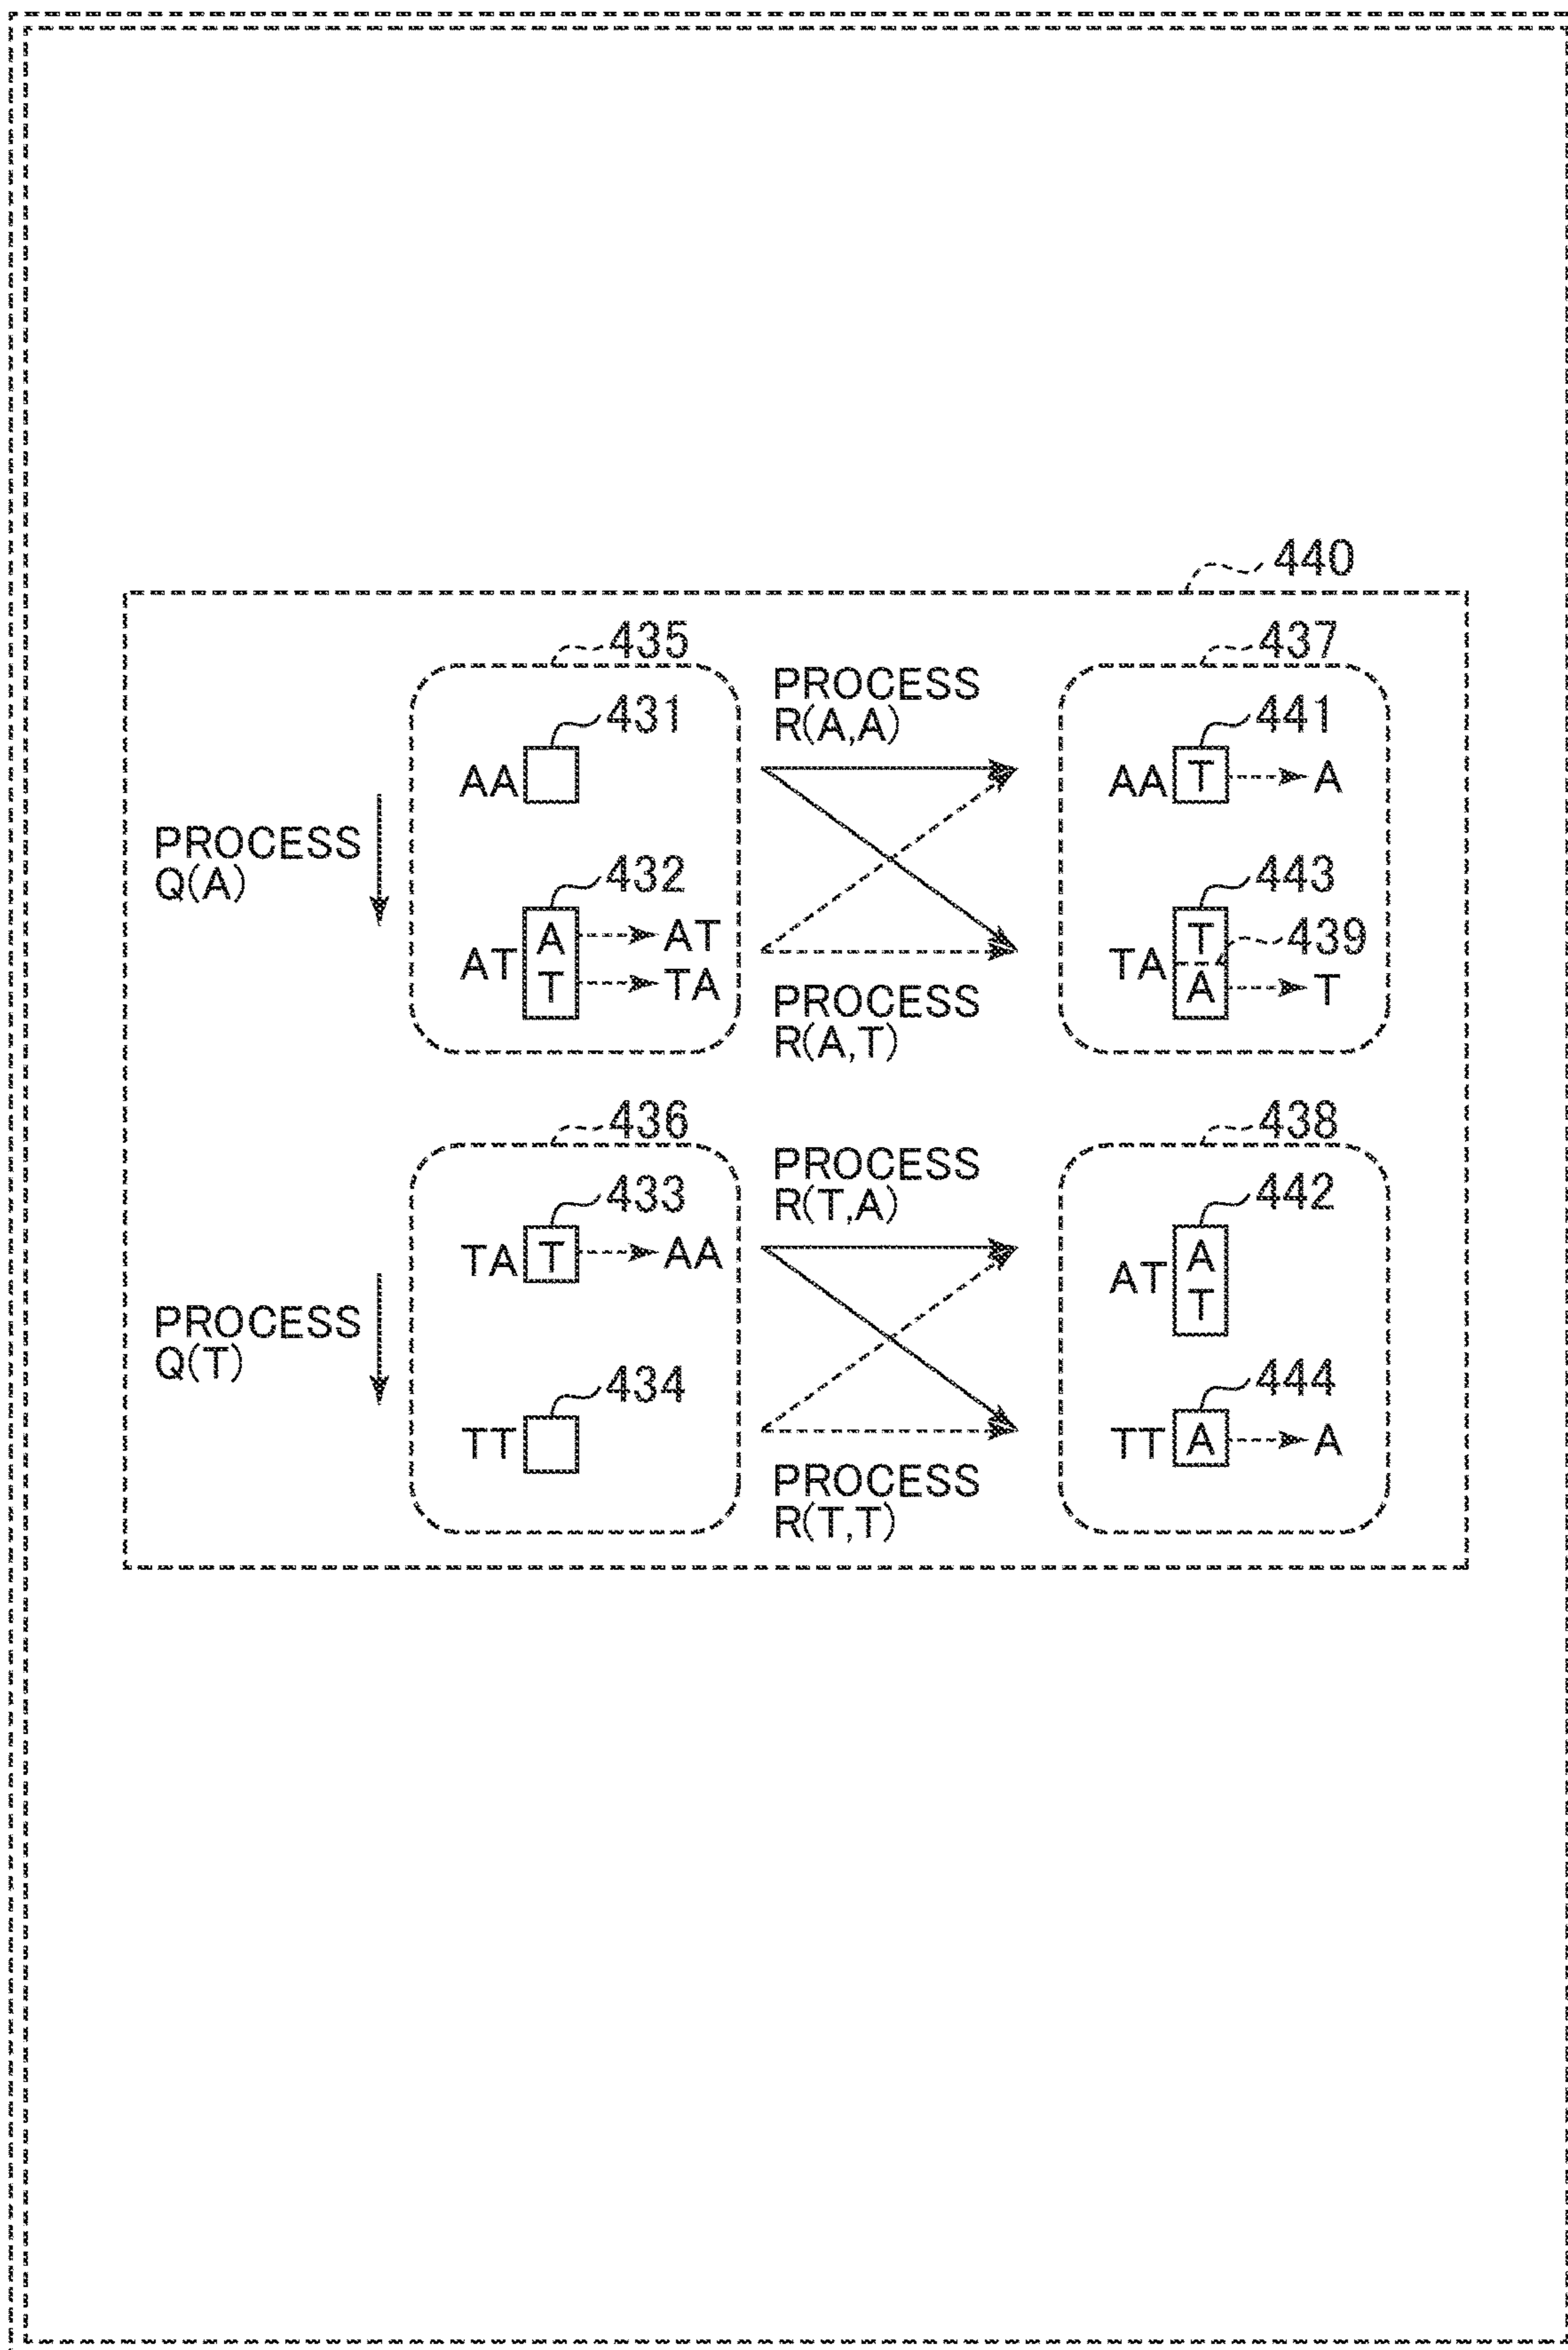 440
435
437
PROCESS
R(A,A)
431
441
AA
AA T A
PROCESS
Q(A)
432
443
AT A AT
T TA
TA T 439
A T
PROCESS
R(A,T)
436
438
PROCESS
R(T,A)
433
442
TA T AA
AT A
T
PROCESS
Q(T)
434
444
TT
TT A A
PROCESS
R(T,T)